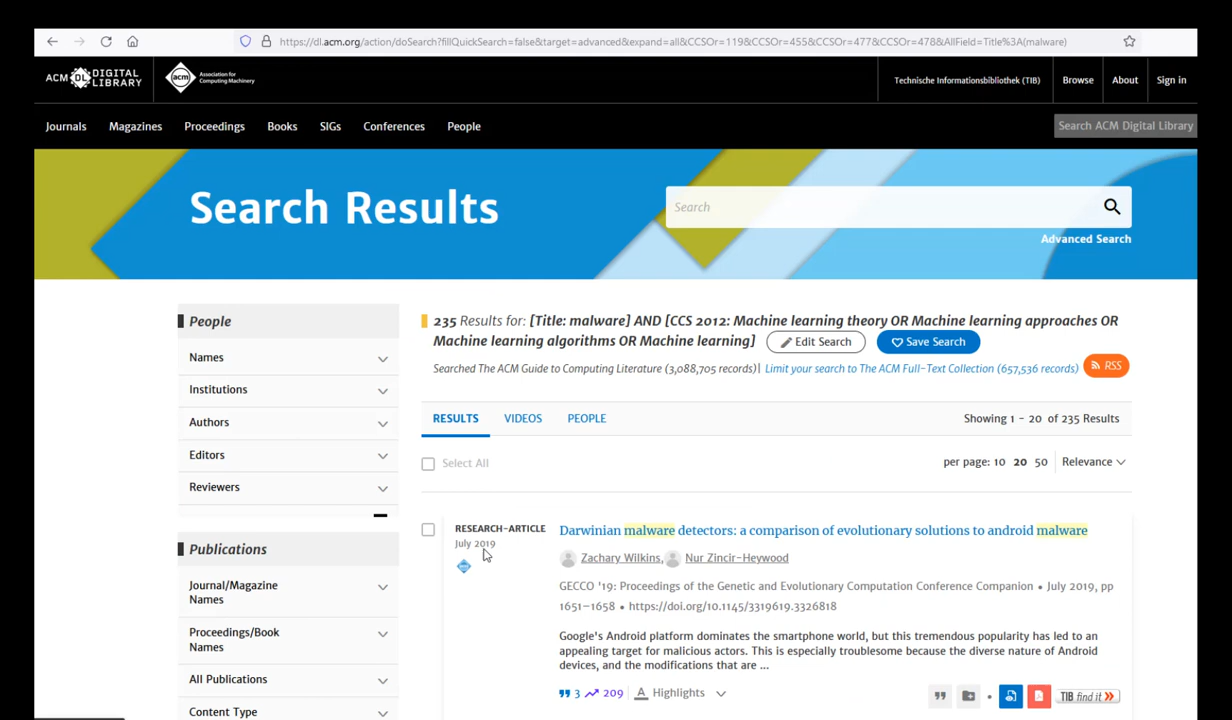 https://dl.acm.org/action/doSearch?fillQuickSearch=false&target=advanced&expand=all&CCSOr=119&CCSOr=455&CCSOr=477&CCSOr=478&AllField=Title%3A(malware)
ACM DL DIGITAL LIBRARY
acm Association for Computing Machinery
Technische Informationsbibliothek (TIB)
Browse
About
Sign in
Journals
Magazines
Proceedings
Books
SIGs
Conferences
People
Search ACM Digital Library
Search Results
Search
Advanced Search
People
Names
Institutions
Authors
Editors
Reviewers
Publications
Journal/Magazine
Names
Proceedings/Book
Names
All Publications
Content Type
235 Results for: [Title: malware] AND [CCS 2012: Machine learning theory OR Machine learning approaches OR
Machine learning algorithms OR Machine learning]
Edit Search
Save Search
Searched The ACM Guide to Computing Literature (3,088,705 records)|
Limit your search to The ACM Full-Text Collection (657,536 records)
RSS
RESULTS
VIDEOS
PEOPLE
Showing 1 - 20 of 235 Results
Select All
per page: 10 20 50
Relevance
RESEARCH-ARTICLE
July 2019
Darwinian malware detectors: a comparison of evolutionary solutions to android malware
Zachary Wilkins,
Nur Zincir-Heywood
GECCO '19: Proceedings of the Genetic and Evolutionary Computation Conference Companion • July 2019, pp
1651–1658 • https://doi.org/10.1145/3319619.3326818
Google's Android platform dominates the smartphone world, but this tremendous popularity has led to an
appealing target for malicious actors. This is especially troublesome because the diverse nature of Android
devices, and the modifications that are ...
3
209
Highlights
TIB find it